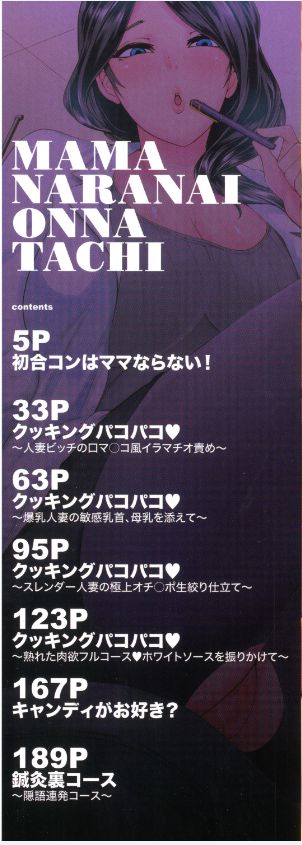 MAMA
NARANAI
ONNA
TACHI
contents
5P
初合コンはママならない!
33P
クッキングパコパコ♥
～人妻ビッチの口マ○コ風イラマチオ責め～
63P
クッキングパコパコ♥
～爆乳人妻の敏感乳首、母乳を添えて～
95P
クッキングパコパコ♥
～スレンダー人妻の極上オチ○ポ生絞り仕立て～
123P
クッキングパコパコ♥
～熟れた肉欲フルコース♥ホワイトソースを振りかけて～
167P
キャンディがお好き?
189P
鍼灸裏コース
～隠語連発コース～